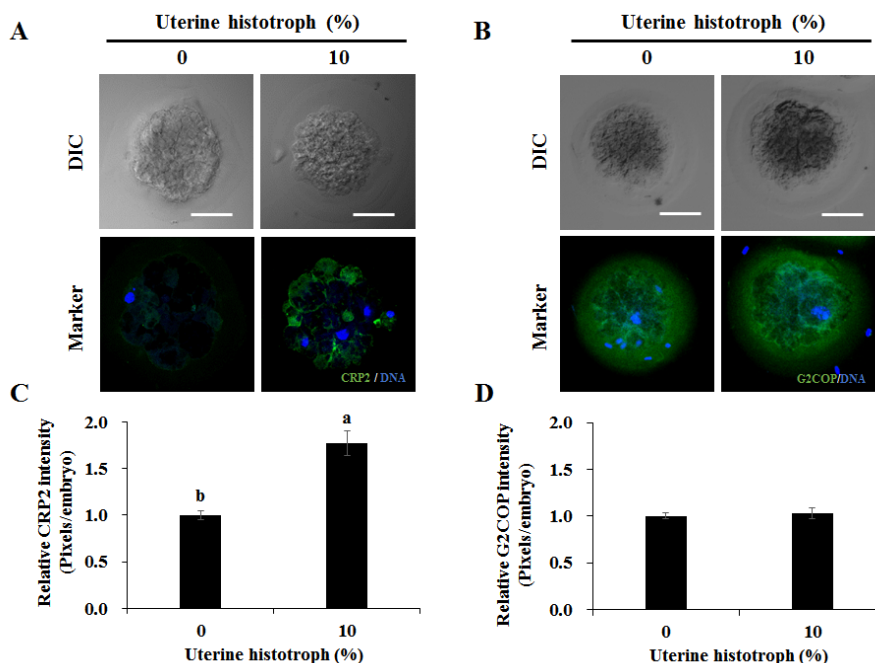 A
Uterine histotroph (%)
0 10
DIC
Marker
CRP2 / DNA
B
Uterine histotroph (%)
0 10
DIC
Marker
G2COP/DNA
C
Relative CRP2 intensity
(Pixels/embryo)
2.0
1.5
1.0
0.5
0.0
b
a
0 10
Uterine histotroph (%)
D
Relative G2COP intensity
(Pixels/embryo)
2.0
1.5
1.0
0.5
0.0
0 10
Uterine histotroph (%)